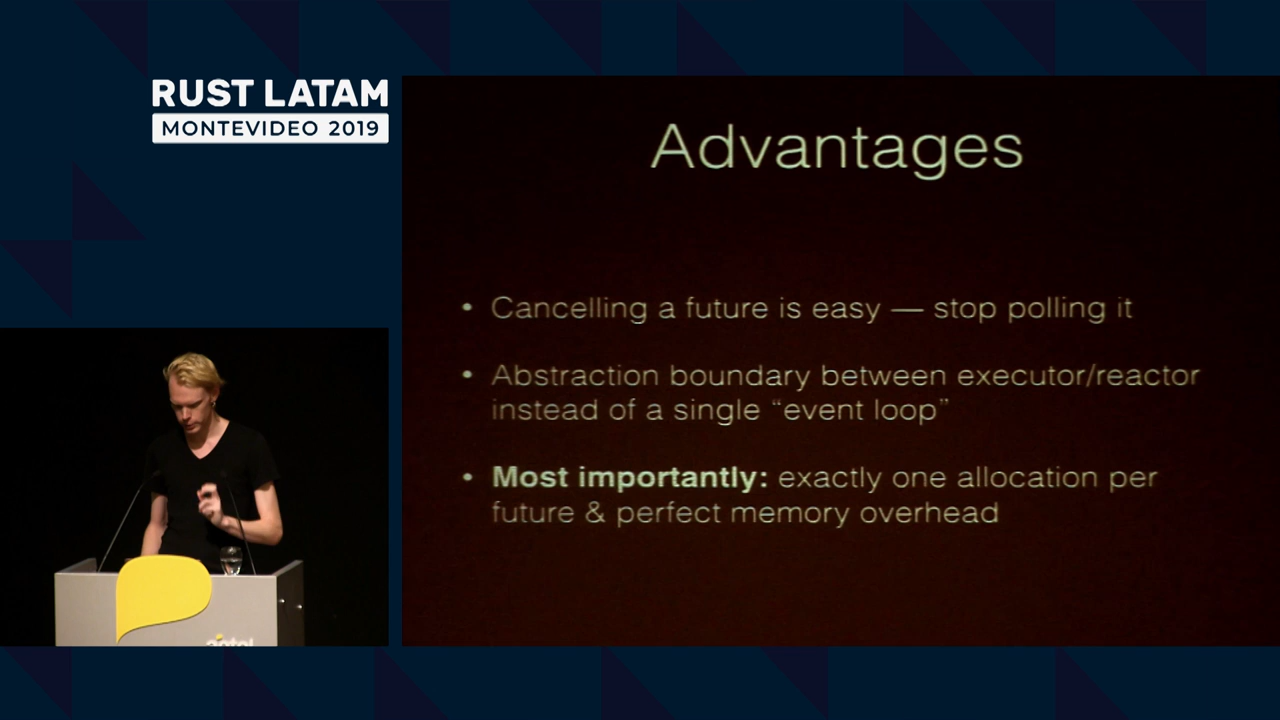 RUST LATAM
MONTEVIDEO 2019
Advantages
• Cancelling a future is easy — stop polling it
• Abstraction boundary between executor/reactor
instead of a single “event loop”
• Most importantly: exactly one allocation per
future & perfect memory overhead
antel